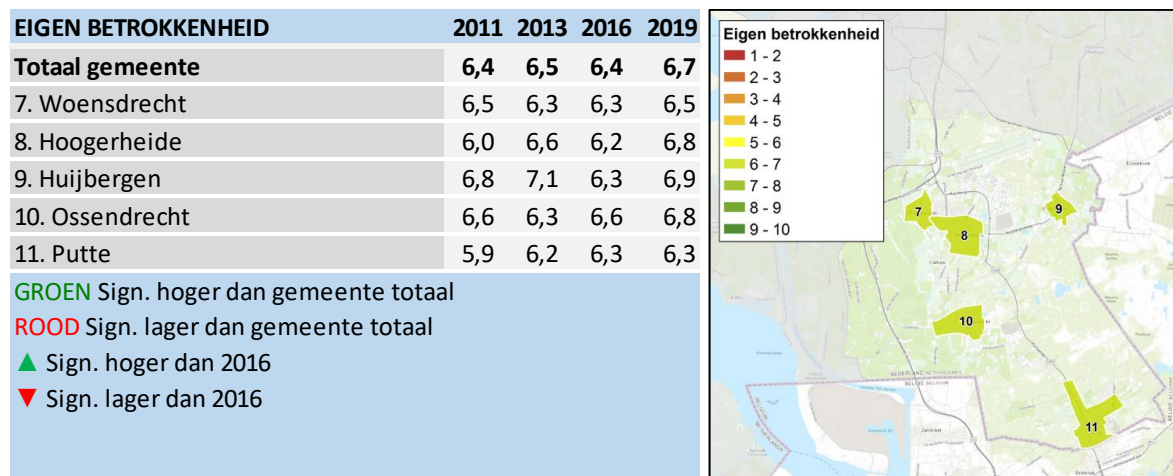 EIGEN BETROKKENHEID 2011 2013 2016 2019
Totaal gemeente 6,4 6,5 6,4 6,7
7. Woensdrecht 6,5 6,3 6,3 6,5
8. Hoogerheide 6,0 6,6 6,2 6,8
9. Huijbergen 6,8 7,1 6,3 6,9
10. Ossendrecht 6,6 6,3 6,6 6,8
11. Putte 5,9 6,2 6,3 6,3
GROEN Sign. hoger dan gemeente totaal
ROOD Sign. lager dan gemeente totaal
▲ Sign. hoger dan 2016
▼ Sign. lager dan 2016
Eigen betrokkenheid
1 - 2
2 - 3
3 - 4
4 - 5
5 - 6
6 - 7
7 - 8
8 - 9
9 - 10
7
8
9
10
11
NEDERLAND NETHERLANDS
BELGIË BELGIUM